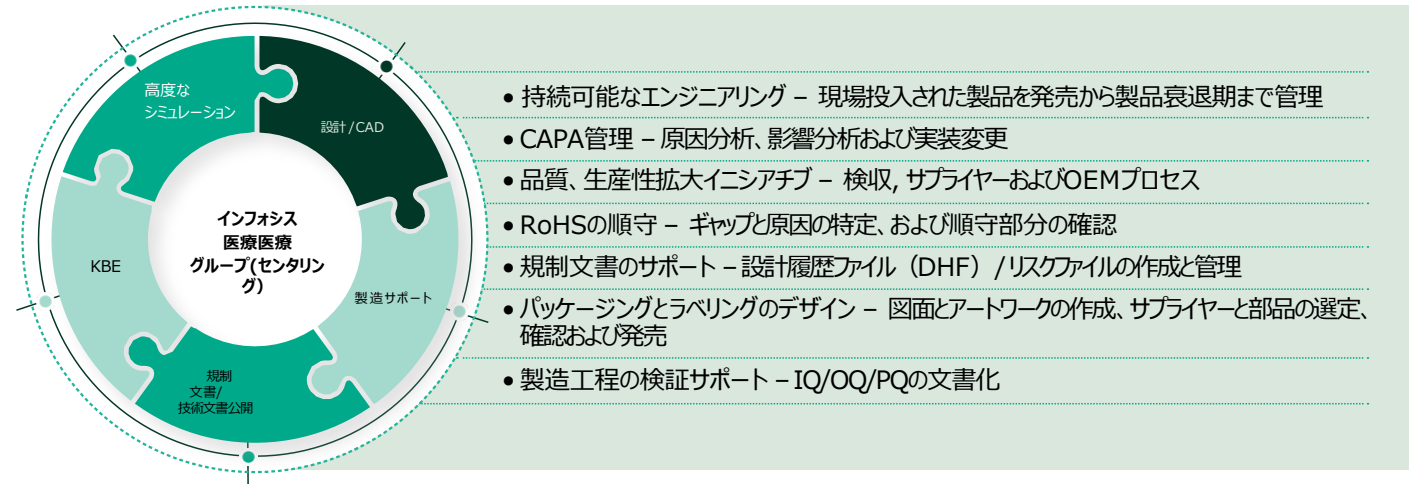 高度な
シミュレーション
設計/CAD
KBE
インフォシス
医療医療
グループ(センタリン
グ)
製造サポート
規制
文書/
技術文書公開
• 持続可能なエンジニアリング – 現場投入された製品を発売から製品衰退期まで管理
• CAPA管理 – 原因分析、影響分析および実装変更
• 品質、生産性拡大イニシアチブ – 検収, サプライヤーおよびOEMプロセス
• RoHSの順守 – ギャップと原因の特定、および順守部分の確認
• 規制文書のサポート – 設計履歴ファイル（DHF）/ リスクファイルの作成と管理
• パッケージングとラベリングのデザイン – 図面とアートワークの作成、サプライヤーと部品の選定、
確認および発売
• 製造工程の検証サポート – IQ/OQ/PQの文書化